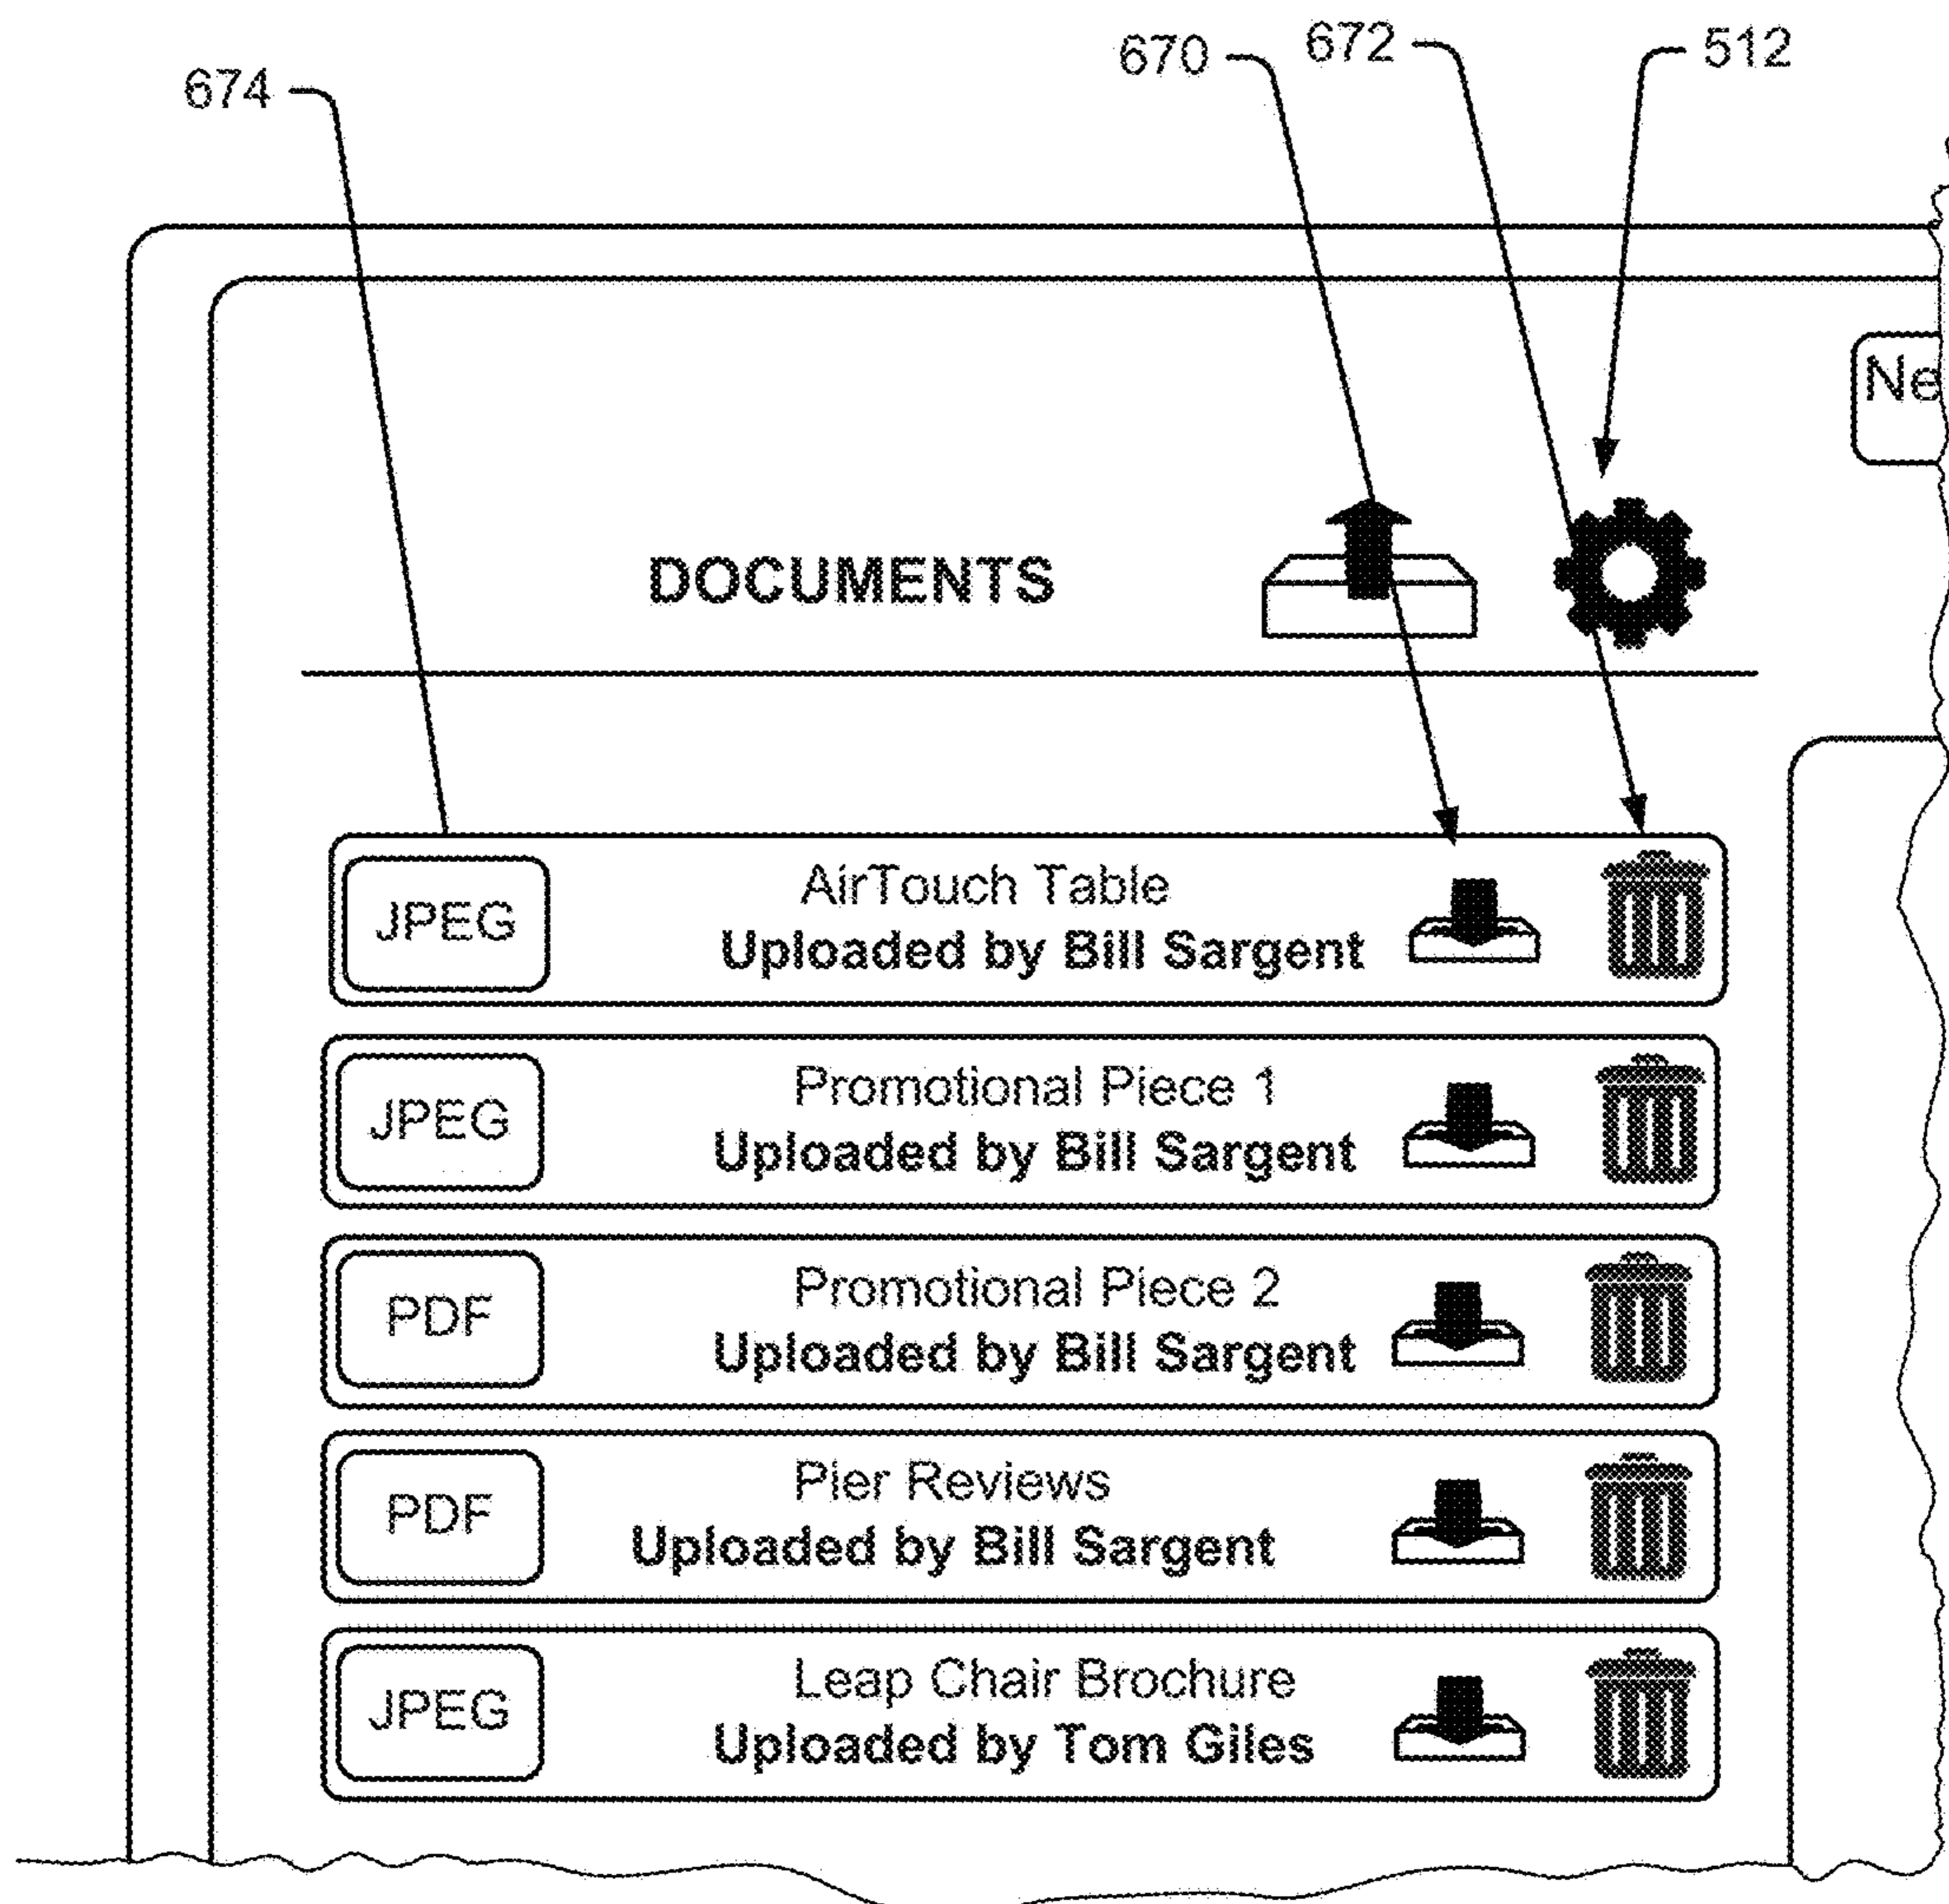 674
670
672
512
Ne
DOCUMENTS
JPEG
AirTouch Table
Uploaded by Bill Sargent
JPEG
Promotional Piece 1
Uploaded by Bill Sargent
PDF
Promotional Piece 2
Uploaded by Bill Sargent
PDF
Pier Reviews
Uploaded by Bill Sargent
JPEG
Leap Chair Brochure
Uploaded by Tom Giles